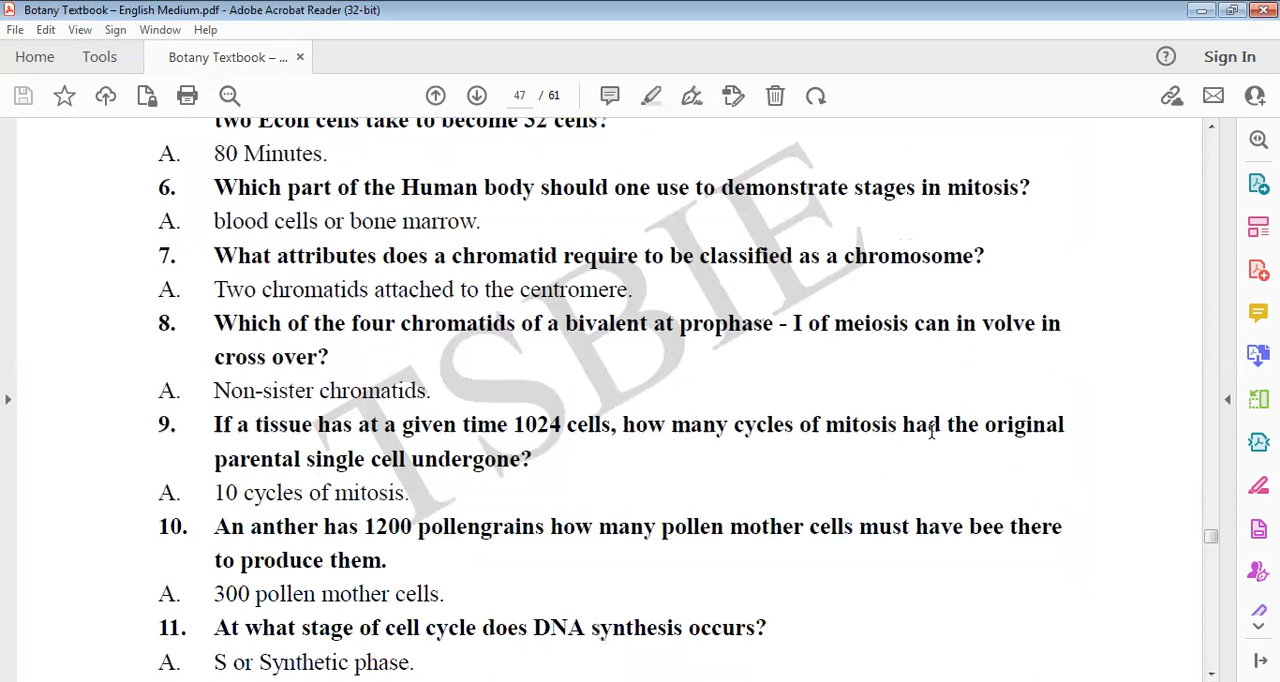 Botany Textbook – English Medium.pdf - Adobe Acrobat Reader (32-bit)
File Edit View Sign Window Help
Home Tools Botany Textbook – ... × Sign In
47 / 61
two Ecoli cells take to become 32 cells?
A. 80 Minutes.
6. Which part of the Human body should one use to demonstrate stages in mitosis?
A. blood cells or bone marrow.
7. What attributes does a chromatid require to be classified as a chromosome?
A. Two chromatids attached to the centromere.
8. Which of the four chromatids of a bivalent at prophase - I of meiosis can in volve in
cross over?
A. Non-sister chromatids.
9. If a tissue has at a given time 1024 cells, how many cycles of mitosis had the original
parental single cell undergone?
A. 10 cycles of mitosis.
10. An anther has 1200 pollengrains how many pollen mother cells must have bee there
to produce them.
A. 300 pollen mother cells.
11. At what stage of cell cycle does DNA synthesis occurs?
A. S or Synthetic phase.
TSBIE